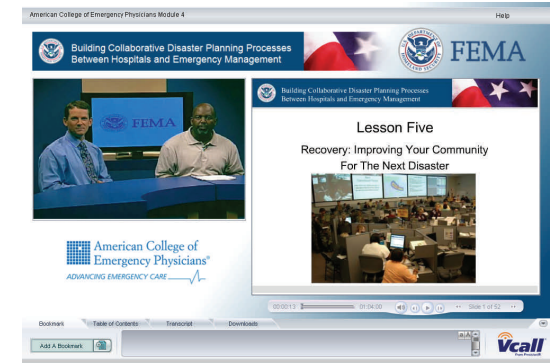 American College of Emergency Physicians Module 4
Help
Building Collaborative Disaster Planning Processes
Between Hospitals and Emergency Management
FEMA
FEMA
Building Collaborative Disaster Planning Processes
Between Hospitals and Emergency Management
Lesson Five
Recovery: Improving Your Community
For The Next Disaster
American College of
Emergency Physicians®
ADVANCING EMERGENCY CARE
00:00:13
01:04:00
Slide 1 of 52
Bookmark
Table of Contents
Transcript
Downloads
Add A Bookmark
Vcall